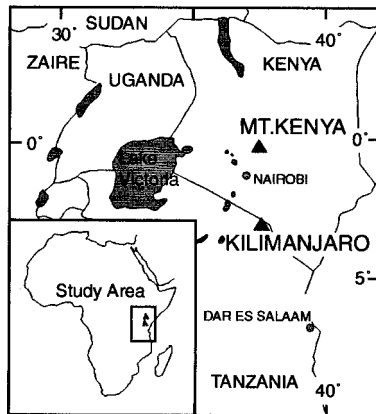 30°
SUDAN
40°
ZAIRE
UGANDA
KENYA
MT.KENYA
0°
0°
Lake
Victoria
NAIROBI
KILIMANJARO
5°
Study Area
DAR ES SALAAM
TANZANIA
40°